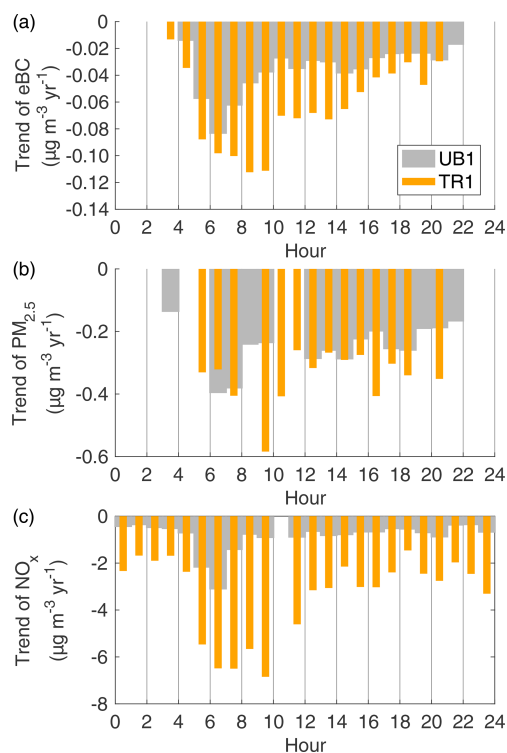 (a)
0
-0.02
-0.04
-0.06
-0.08
-0.10
-0.12
-0.14
Trend of eBC
(µg m⁻³ yr⁻¹)
UB1
TR1
0 2 4 6 8 10 12 14 16 18 20 22 24
Hour
(b)
0
-0.2
-0.4
-0.6
Trend of PM₂.₅
(µg m⁻³ yr⁻¹)
0 2 4 6 8 10 12 14 16 18 20 22 24
Hour
(c)
0
-2
-4
-6
-8
Trend of NOₓ
(µg m⁻³ yr⁻¹)
0 2 4 6 8 10 12 14 16 18 20 22 24
Hour